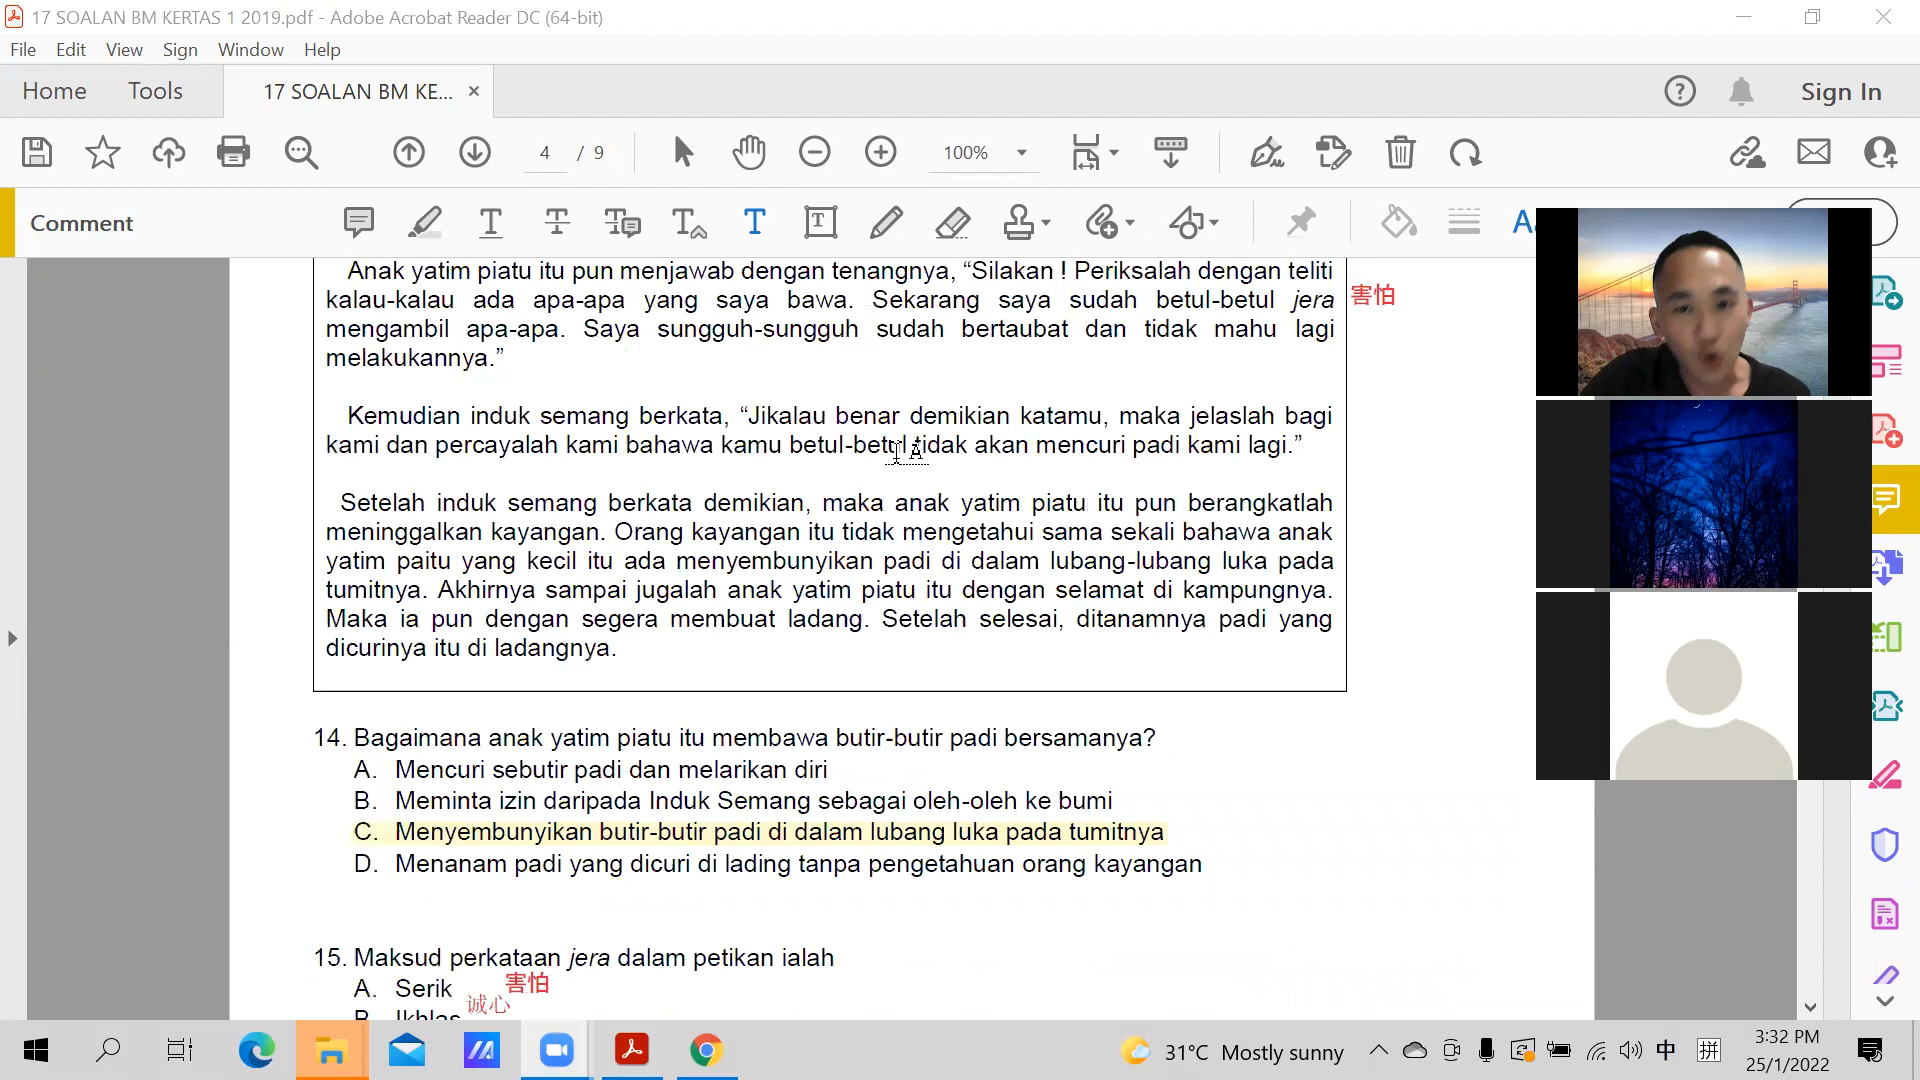 17 SOALAN BM KERTAS 1 2019.pdf - Adobe Acrobat Reader DC (64-bit)
File Edit View Sign Window Help
Home Tools 17 SOALAN BM KE... × Sign In
4 / 9 100%
Comment
Anak yatim piatu itu pun menjawab dengan tenangnya, “Silakan ! Periksalah dengan teliti
kalau-kalau ada apa-apa yang saya bawa. Sekarang saya sudah betul-betul jera 害怕
mengambil apa-apa. Saya sungguh-sungguh sudah bertaubat dan tidak mahu lagi
melakukannya.”
Kemudian induk semang berkata, “Jikalau benar demikian katamu, maka jelaslah bagi
kami dan percayalah kami bahawa kamu betul-betul tidak akan mencuri padi kami lagi.”
Setelah induk semang berkata demikian, maka anak yatim piatu itu pun berangkatlah
meninggalkan kayangan. Orang kayangan itu tidak mengetahui sama sekali bahawa anak
yatim paitu yang kecil itu ada menyembunyikan padi di dalam lubang-lubang luka pada
tumitnya. Akhirnya sampai jugalah anak yatim piatu itu dengan selamat di kampungnya.
Maka ia pun dengan segera membuat ladang. Setelah selesai, ditanamnya padi yang
dicurinya itu di ladangnya.
14. Bagaimana anak yatim piatu itu membawa butir-butir padi bersamanya?
A. Mencuri sebutir padi dan melarikan diri
B. Meminta izin daripada Induk Semang sebagai oleh-oleh ke bumi
C. Menyembunyikan butir-butir padi di dalam lubang luka pada tumitnya
D. Menanam padi yang dicuri di lading tanpa pengetahuan orang kayangan
15. Maksud perkataan jera dalam petikan ialah
A. Serik 害怕
B. Ikhlas 诚心
31°C Mostly sunny 中 拼 3:32 PM
25/1/2022